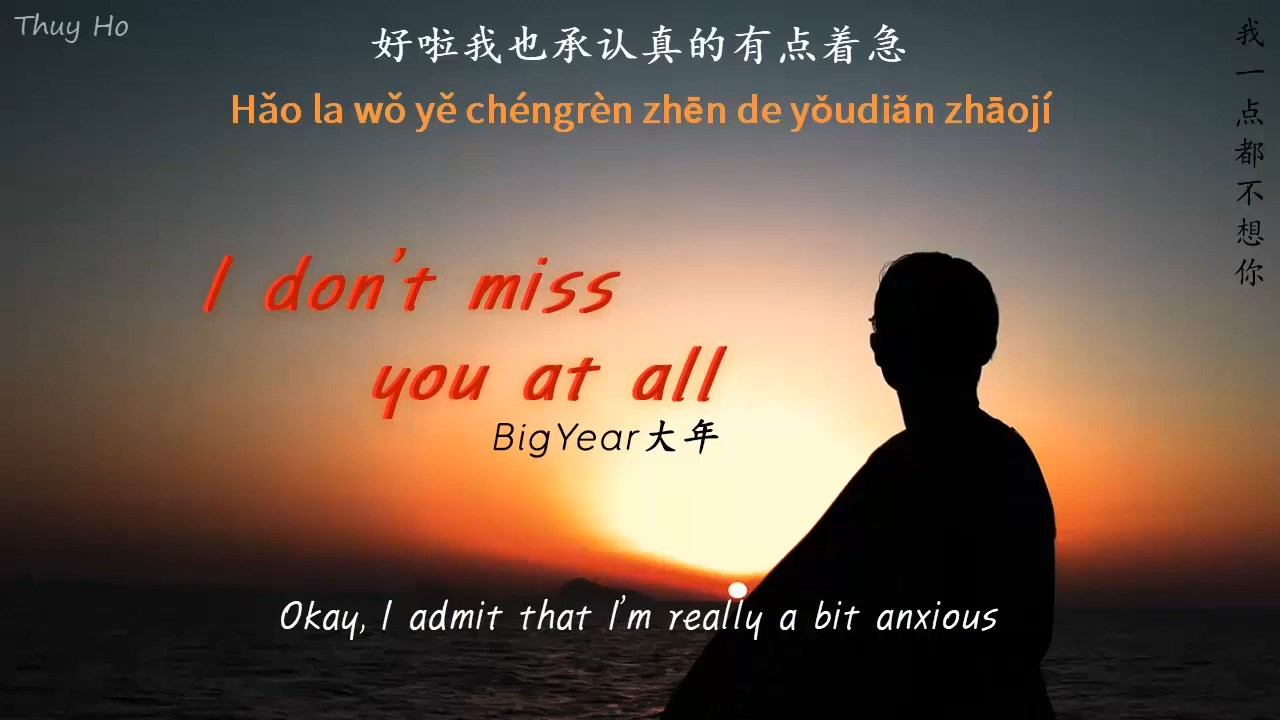 Thuy Ho
好啦我也承认真的有点着急
Hǎo la wǒ yě chéngrèn zhēn de yǒudiǎn zhāojí
我一点都不想你
I don't miss
you at all
BigYear大年
Okay, I admit that I'm really a bit anxious